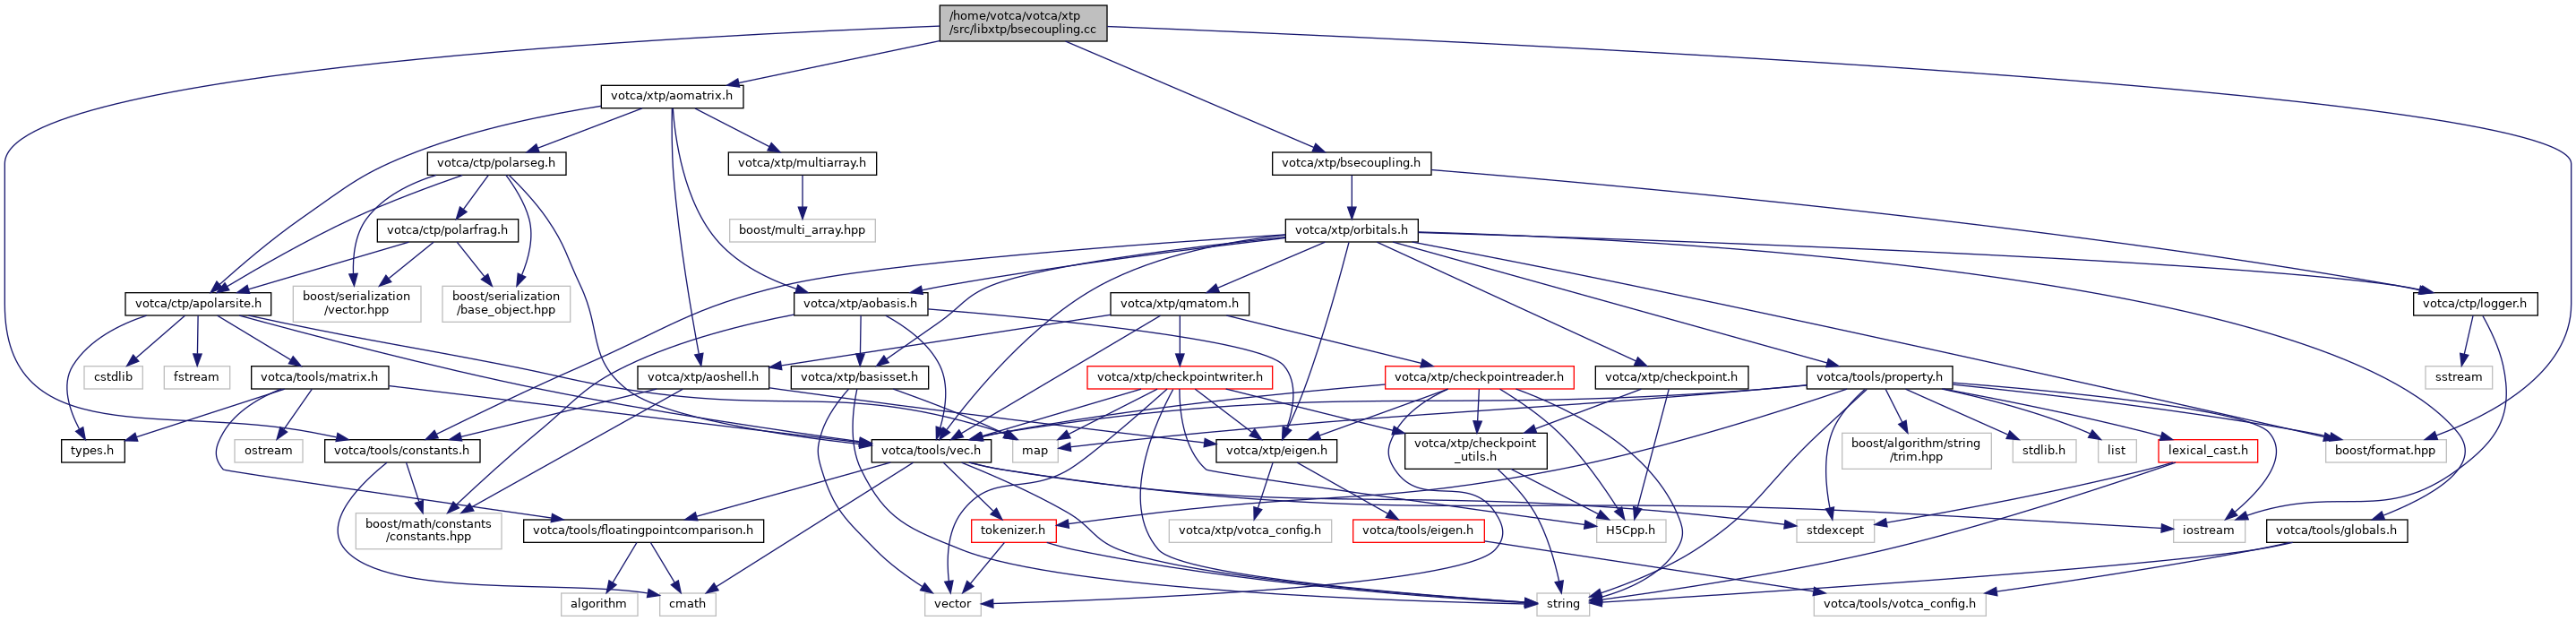 /home/votca/votca/xtp
/src/libxtp/bsecoupling.cc
votca/xtp/aomatrix.h
votca/ctp/polarseg.h
votca/xtp/multiarray.h
votca/xtp/bsecoupling.h
votca/ctp/polarfrag.h
boost/multi_array.hpp
votca/xtp/orbitals.h
votca/ctp/apolarsite.h
boost/serialization
/vector.hpp
boost/serialization
/base_object.hpp
votca/xtp/aobasis.h
votca/xtp/qmatom.h
votca/ctp/logger.h
cstdlib
fstream
votca/tools/matrix.h
votca/xtp/aoshell.h
votca/xtp/basisset.h
votca/xtp/checkpointwriter.h
votca/xtp/checkpointreader.h
votca/xtp/checkpoint.h
votca/tools/property.h
sstream
types.h
ostream
votca/tools/constants.h
votca/tools/vec.h
map
votca/xtp/eigen.h
votca/xtp/checkpoint
_utils.h
boost/algorithm/string
/trim.hpp
stdlib.h
list
lexical_cast.h
boost/format.hpp
boost/math/constants
/constants.hpp
votca/tools/floatingpointcomparison.h
tokenizer.h
votca/xtp/votca_config.h
votca/tools/eigen.h
H5Cpp.h
stdexcept
iostream
votca/tools/globals.h
algorithm
cmath
vector
string
votca/tools/votca_config.h